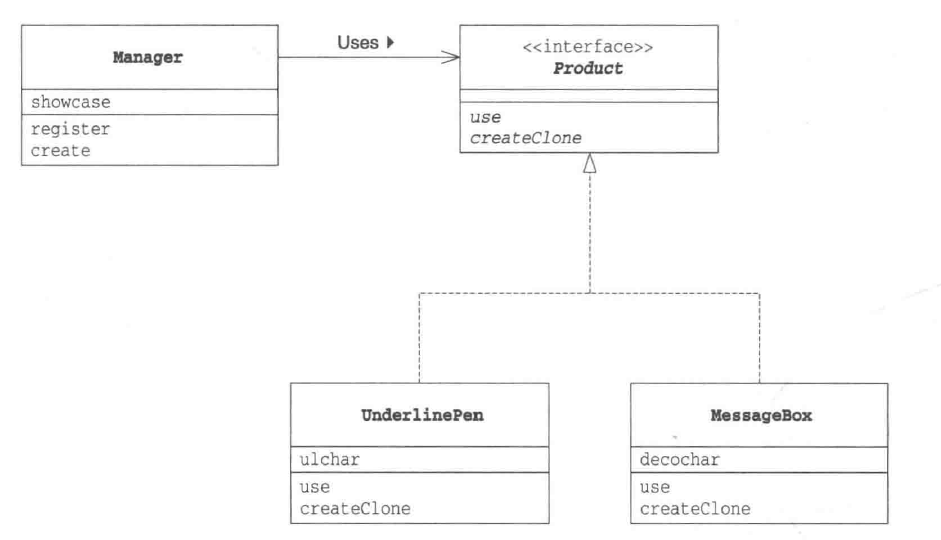 Manager
showcase
register
create
Uses ▶
<<interface>>
Product
use
createClone
UnderlinePen
ulchar
use
createClone
MessageBox
decochar
use
createClone